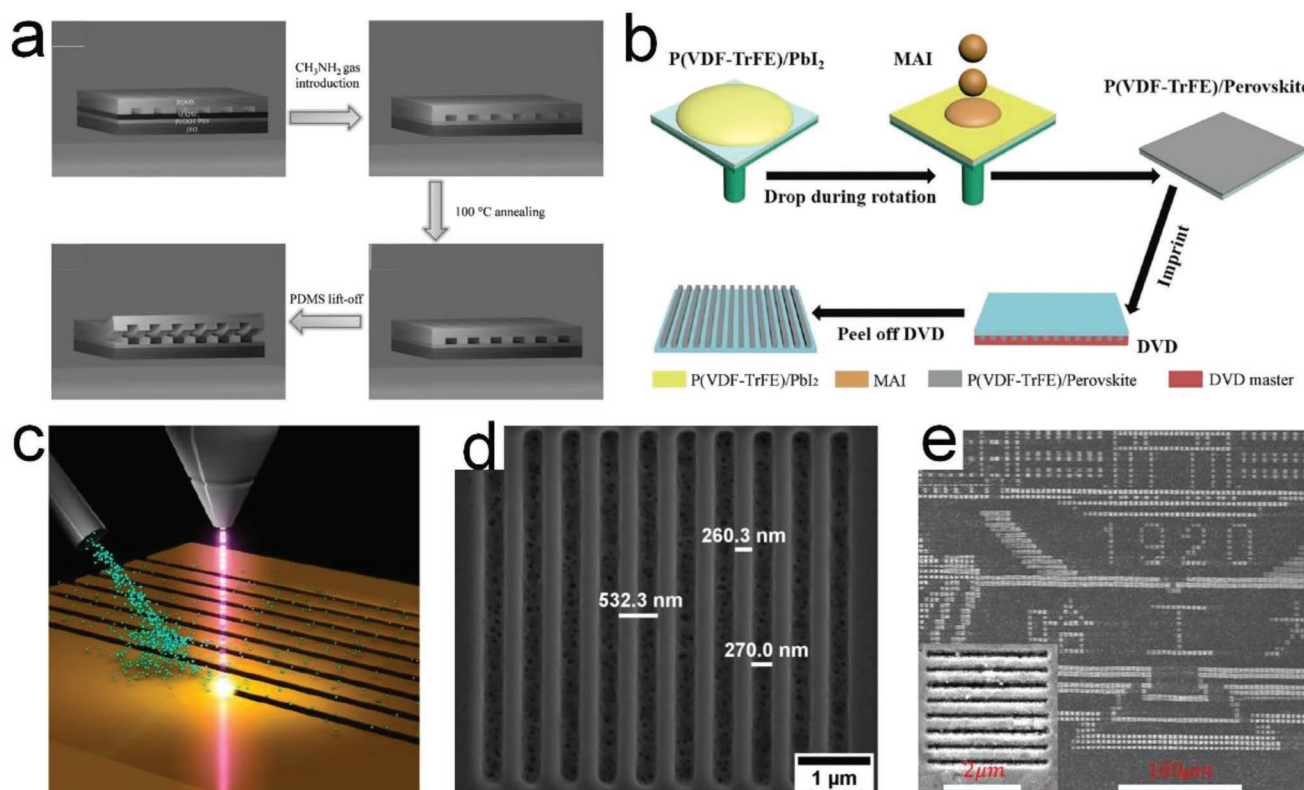 a
CH₃NH₂ gas
introduction
PDMS
100 °C annealing
PDMS lift-off
b
P(VDF-TrFE)/PbI₂
MAI
P(VDF-TrFE)/Perovskite
Drop during rotation
Imprint
Peel off DVD
DVD
P(VDF-TrFE)/PbI₂
MAI
P(VDF-TrFE)/Perovskite
DVD master
c
d
260.3 nm
532.3 nm
270.0 nm
1 µm
e
1920
2μm
100μm